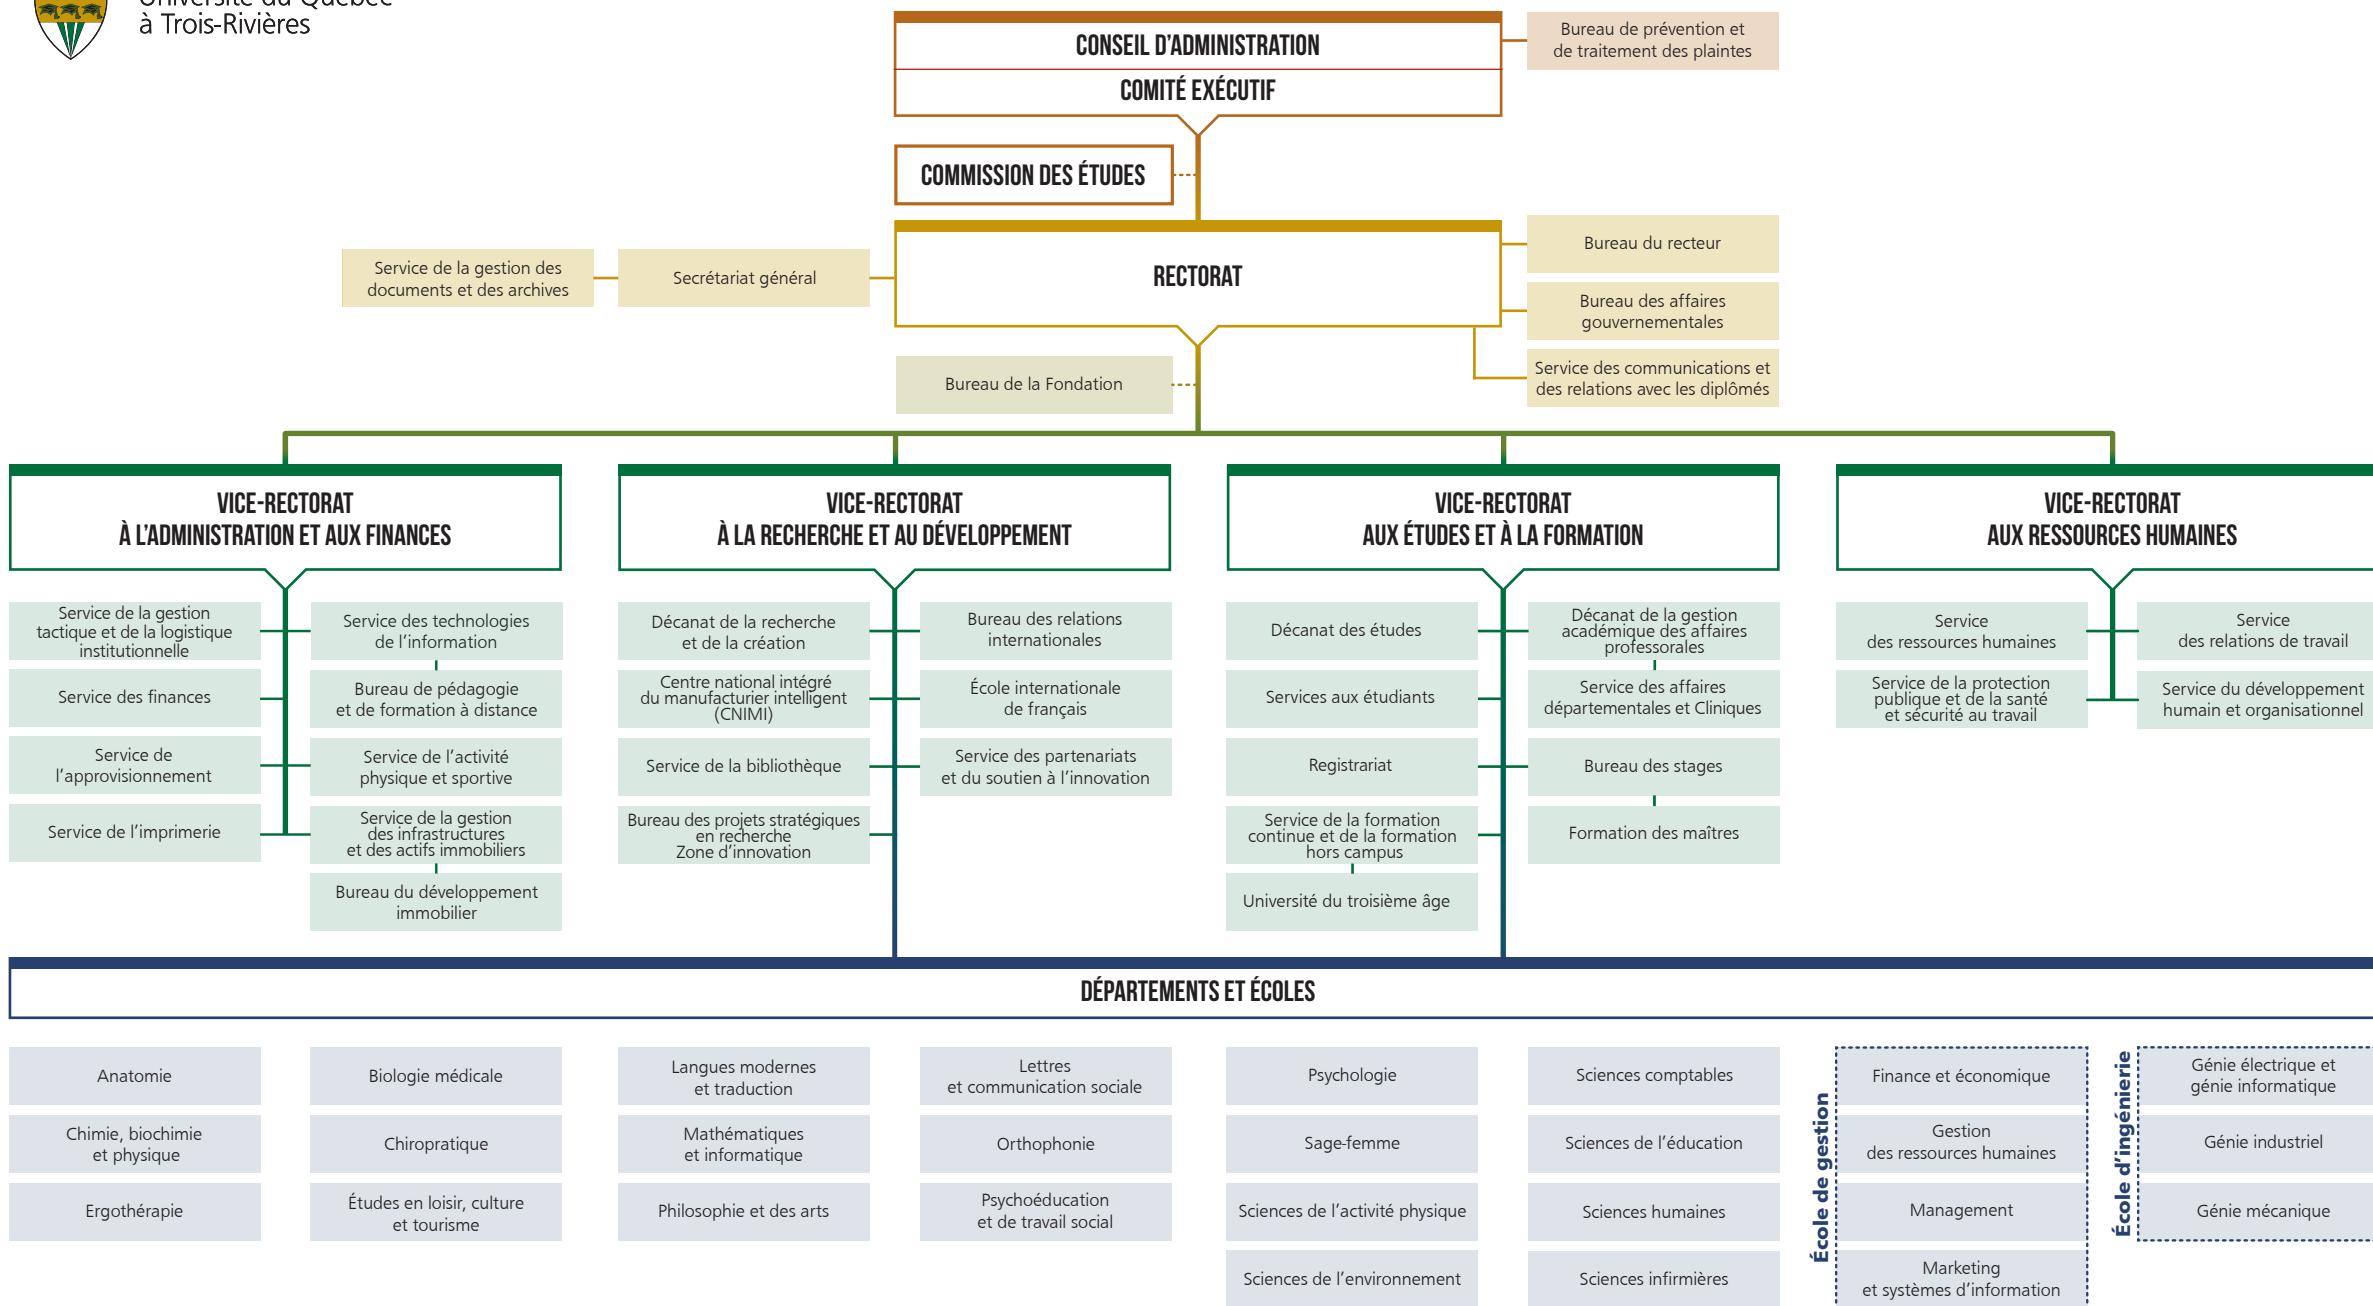 Université du Québec
à Trois-Rivières
CONSEIL D'ADMINISTRATION
COMITÉ EXÉCUTIF
Bureau de prévention et
de traitement des plaintes
COMMISSION DES ÉTUDES
Service de la gestion des
documents et des archives
Secrétariat général
RECTORAT
Bureau du recteur
Bureau des affaires
gouvernementales
Service des communications et
des relations avec les diplômés
Bureau de la Fondation
VICE-RECTORAT
À L'ADMINISTRATION ET AUX FINANCES
VICE-RECTORAT
À LA RECHERCHE ET AU DÉVELOPPEMENT
VICE-RECTORAT
AUX ÉTUDES ET À LA FORMATION
VICE-RECTORAT
AUX RESSOURCES HUMAINES
Service de la gestion
tactique et de la logistique
institutionnelle
Service des technologies
de l'information
Service des finances
Bureau de pédagogie
et de formation à distance
Service de
l'approvisionnement
Service de l'activité
physique et sportive
Service de l'imprimerie
Service de la gestion
des infrastructures
et des actifs immobiliers
Bureau du développement
immobilier
Décanat de la recherche
et de la création
Bureau des relations
internationales
Centre national intégré
du manufacturier intelligent
(CNIMI)
École internationale
de français
Service de la bibliothèque
Service des partenariats
et du soutien à l'innovation
Bureau des projets stratégiques
en recherche
Zone d'innovation
Décanat des études
Décanat de la gestion
académique des affaires
professorales
Services aux étudiants
Service des affaires
départementales et Cliniques
Registrariat
Bureau des stages
Service de la formation
continue et de la formation
hors campus
Formation des maîtres
Université du troisième âge
Service
des ressources humaines
Service
des relations de travail
Service de la protection
publique et de la santé
et sécurité au travail
Service du développement
humain et organisationnel
DÉPARTEMENTS ET ÉCOLES
Anatomie
Biologie médicale
Langues modernes
et traduction
Lettres
et communication sociale
Psychologie
Sciences comptables
Chimie, biochimie
et physique
Chiropratique
Mathématiques
et informatique
Orthophonie
Sage-femme
Sciences de l'éducation
Ergothérapie
Études en loisir, culture
et tourisme
Philosophie et des arts
Psychoéducation
et de travail social
Sciences de l'activité physique
Sciences humaines
Sciences de l'environnement
Sciences infirmières
École de gestion
Finance et économique
Gestion
des ressources humaines
Management
Marketing
et systèmes d'information
École d'ingénierie
Génie électrique et
génie informatique
Génie industriel
Génie mécanique